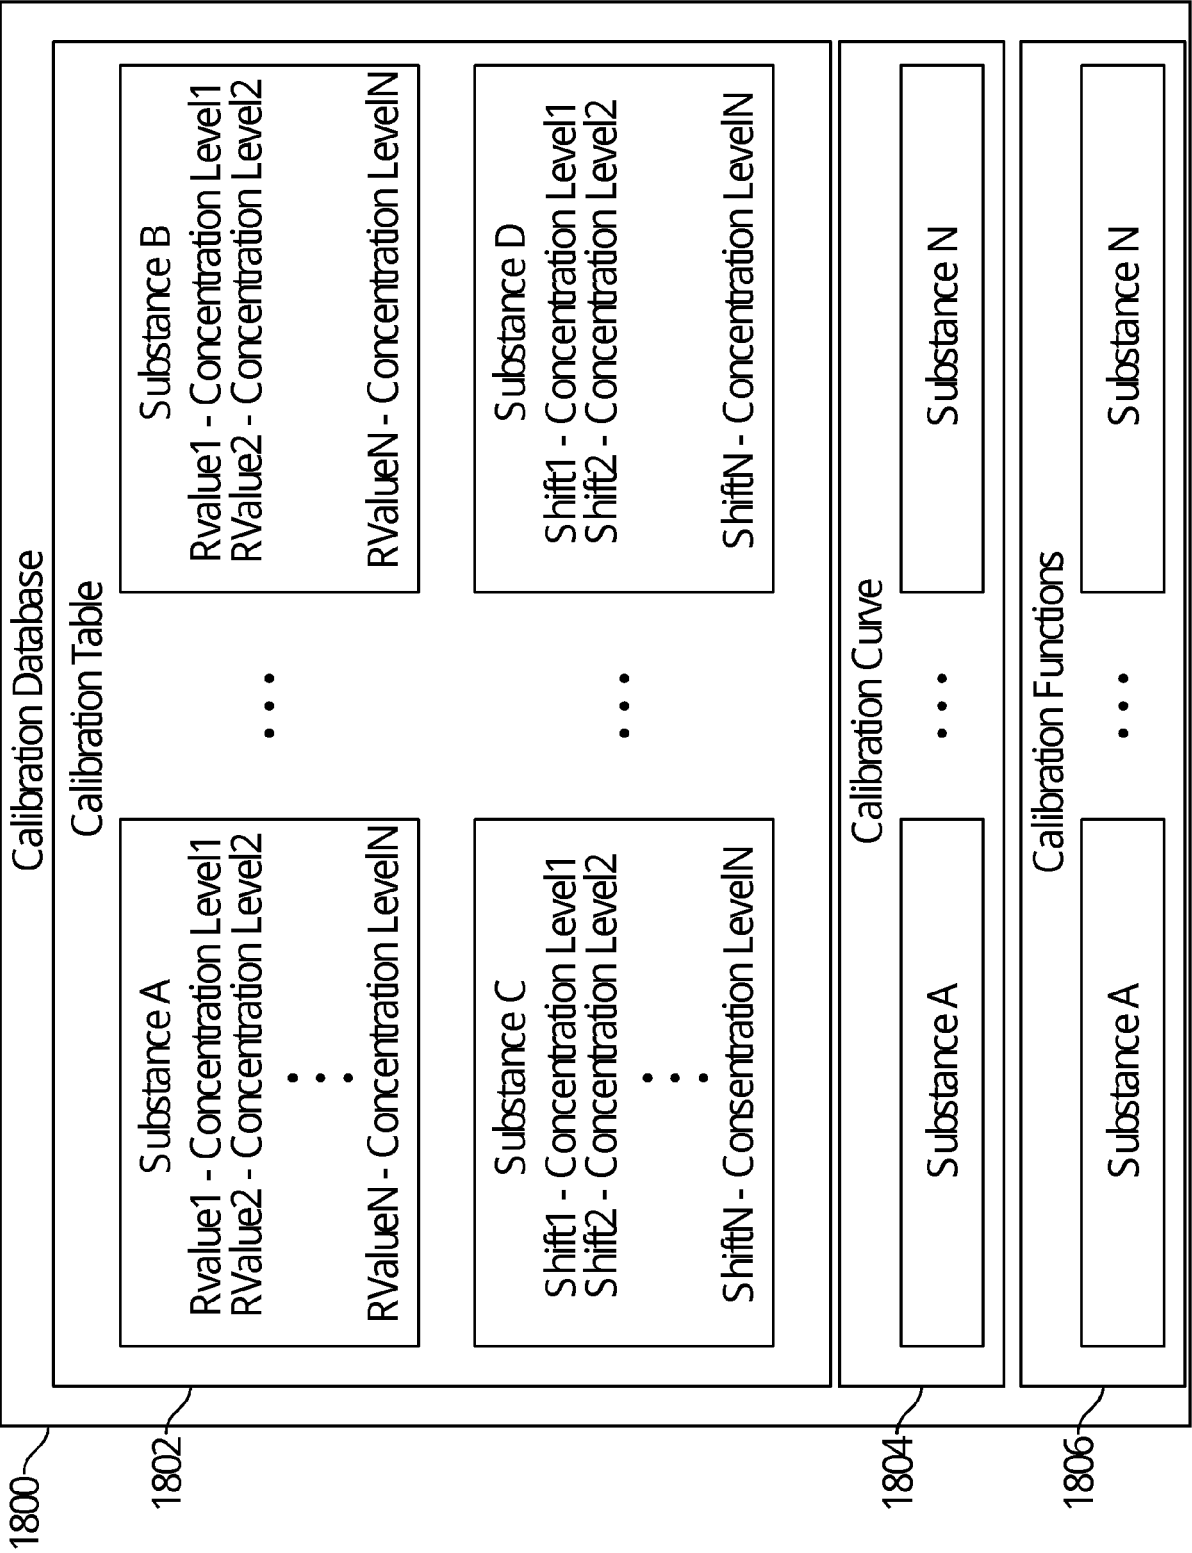 1800
Calibration Database
1802
Calibration Table
Substance A
Rvalue1 - Concentration Level1
RValue2 - Concentration Level2
RValueN - Concentration LevelN
Substance B
Rvalue1 - Concentration Level1
RValue2 - Concentration Level2
RValueN - Concentration LevelN
Substance C
Shift1 - Concentration Level1
Shift2 - Concentration Level2
ShiftN - Consentration LevelN
Substance D
Shift1 - Concentration Level1
Shift2 - Concentration Level2
ShiftN - Concentration LevelN
1804
Calibration Curve
Substance A
Substance N
1806
Calibration Functions
Substance A
Substance N